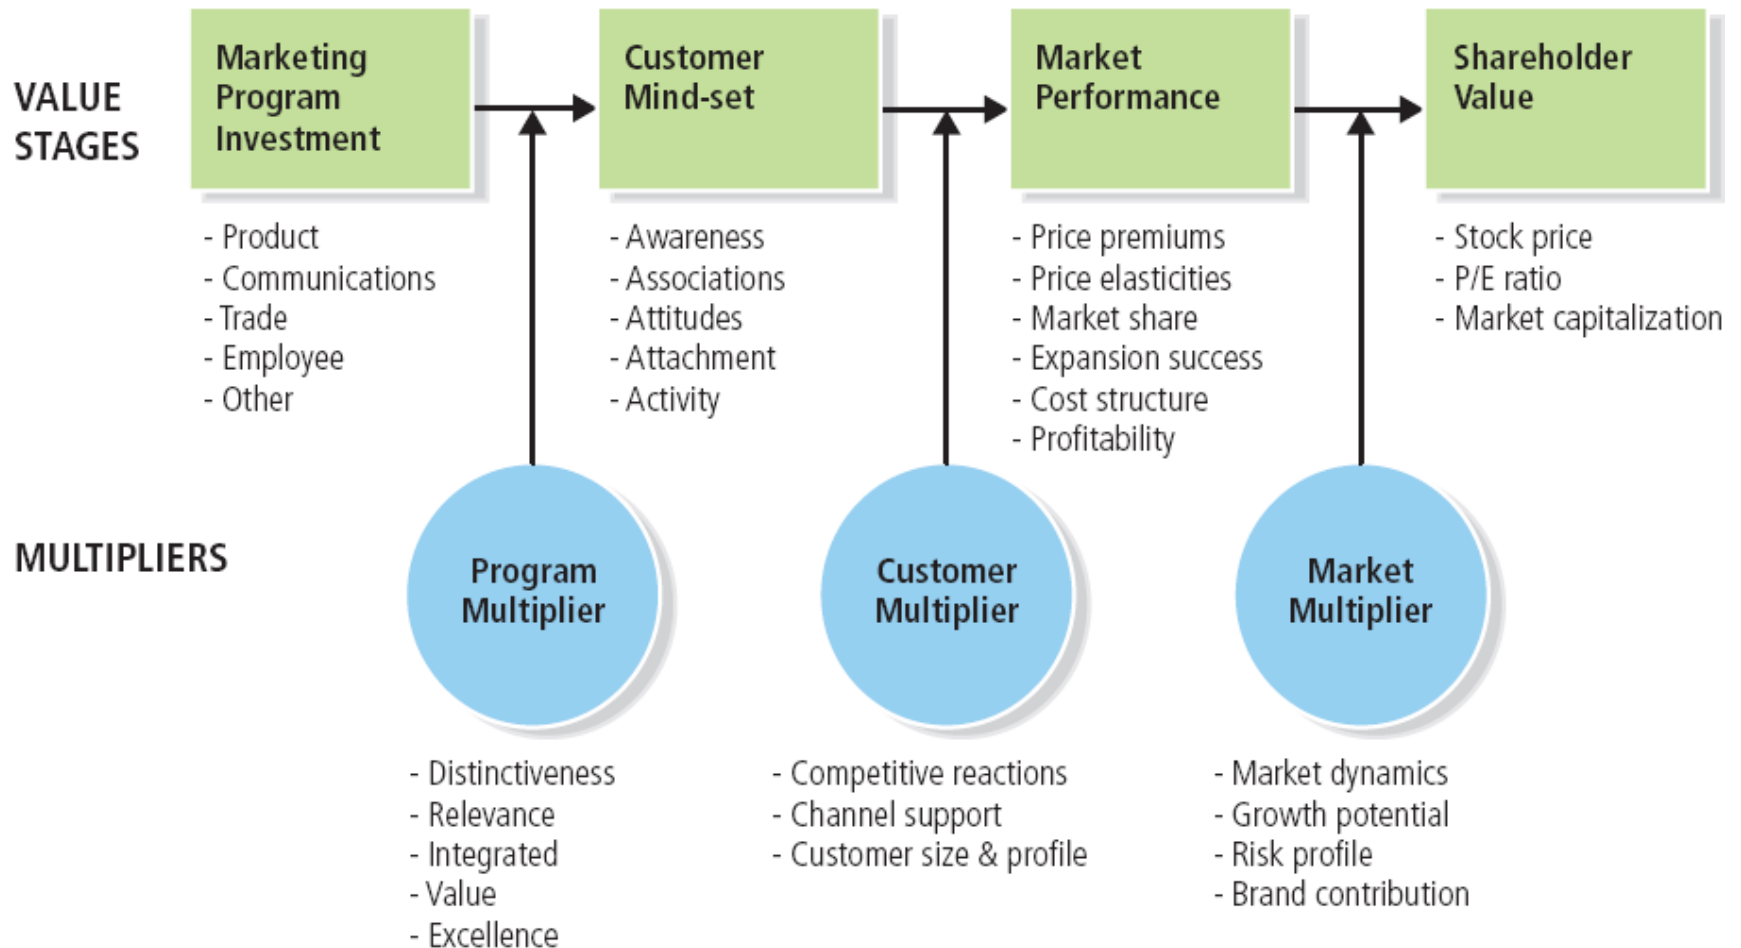 VALUE
STAGES
Marketing
Program
Investment
Customer
Mind-set
Market
Performance
Shareholder
Value
- Product
- Communications
- Trade
- Employee
- Other
- Awareness
- Associations
- Attitudes
- Attachment
- Activity
- Price premiums
- Price elasticities
- Market share
- Expansion success
- Cost structure
- Profitability
- Stock price
- P/E ratio
- Market capitalization
MULTIPLIERS
Program
Multiplier
Customer
Multiplier
Market
Multiplier
- Distinctiveness
- Relevance
- Integrated
- Value
- Excellence
- Competitive reactions
- Channel support
- Customer size & profile
- Market dynamics
- Growth potential
- Risk profile
- Brand contribution